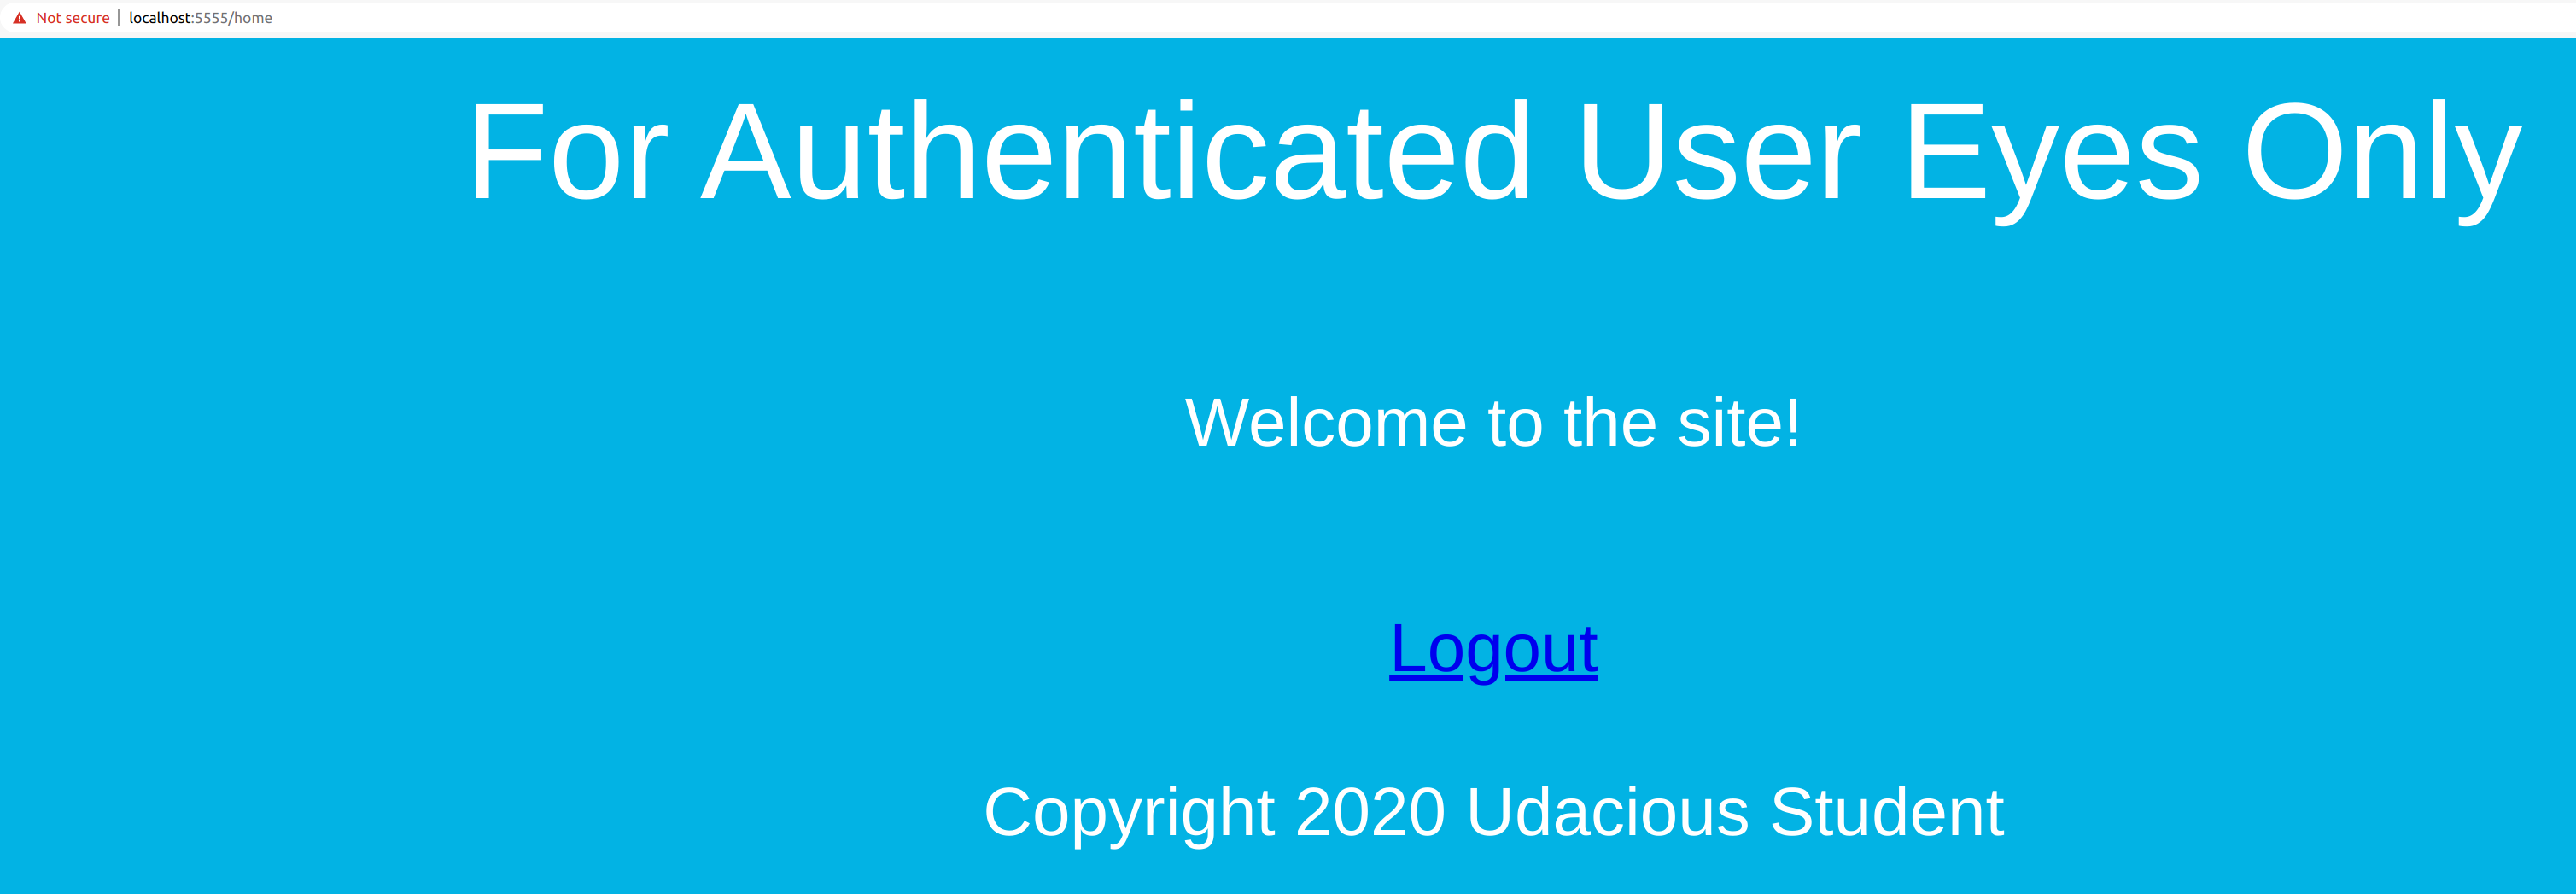 Not secure | localhost:5555/home
For Authenticated User Eyes Only
Welcome to the site!
Logout
Copyright 2020 Udacious Student